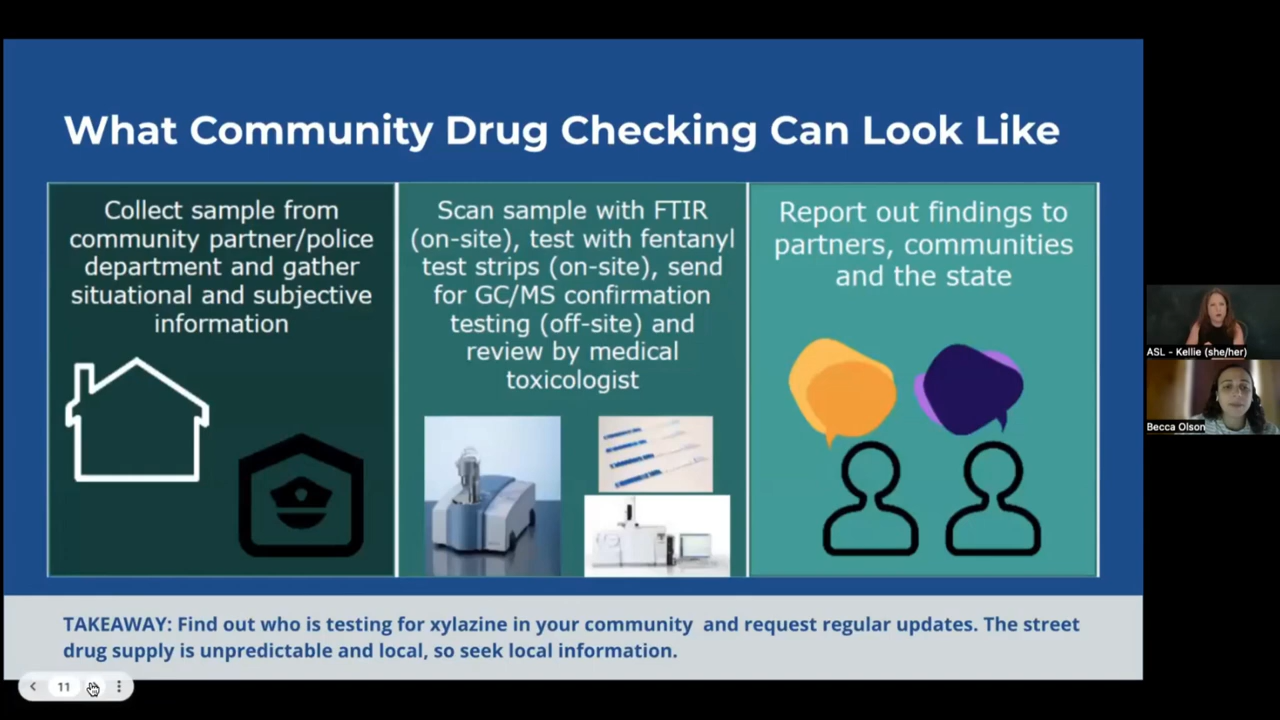 What Community Drug Checking Can Look Like
Collect sample from
community partner/police
department and gather
situational and subjective
information
Scan sample with FTIR
(on-site), test with fentanyl
test strips (on-site), send
for GC/MS confirmation
testing (off-site) and
review by medical
toxicologist
Report out findings to
partners, communities
and the state
TAKEAWAY: Find out who is testing for xylazine in your community and request regular updates. The street
drug supply is unpredictable and local, so seek local information.
11
ASL - Kellie (she/her)
Becca Olson